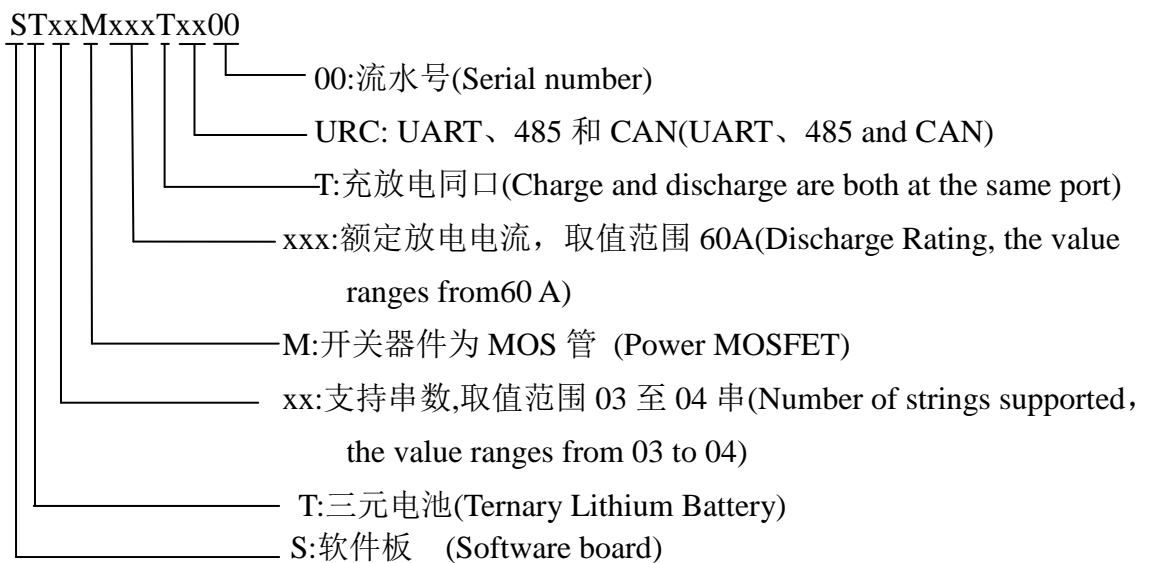 STxxMxxxTxx00
00:流水号(Serial number)
URC: UART、485 和 CAN(UART、485 and CAN)
T:充放电同口(Charge and discharge are both at the same port)
xxx:额定放电电流，取值范围 60A(Discharge Rating, the value
ranges from60 A)
M:开关器件为 MOS 管 (Power MOSFET)
xx:支持串数,取值范围 03 至 04 串(Number of strings supported，
the value ranges from 03 to 04)
T:三元电池(Ternary Lithium Battery)
S:软件板 (Software board)